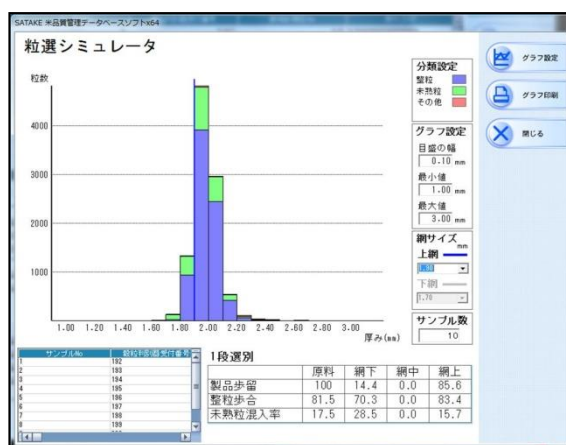 SATAKE 米品質管理データベースソフトx64
粒選シミュレータ
粒数
4000
3000
2000
1000
1.00 1.20 1.40 1.60 1.80 2.00 2.20 2.40 2.60 2.80 3.00
厚み(mm)
分類設定
整粒
未熟粒
その他
グラフ設定
目盛の幅
0.10 mm
最小値
1.00 mm
最大値
3.00 mm
網サイズ
mm
上網
下網
1.70
サンプル数
10
グラフ設定
グラフ印刷
閉じる
サンプルNo 穀粒判別器受付番号
1 192
2 193
3 194
4 195
5 196
6 197
7 198
8 199
1段選別
原料 網下 網中 網上
製品歩留 100 14.4 0.0 85.6
整粒歩合 81.5 70.3 0.0 83.4
未熟粒混入率 17.5 28.5 0.0 15.7